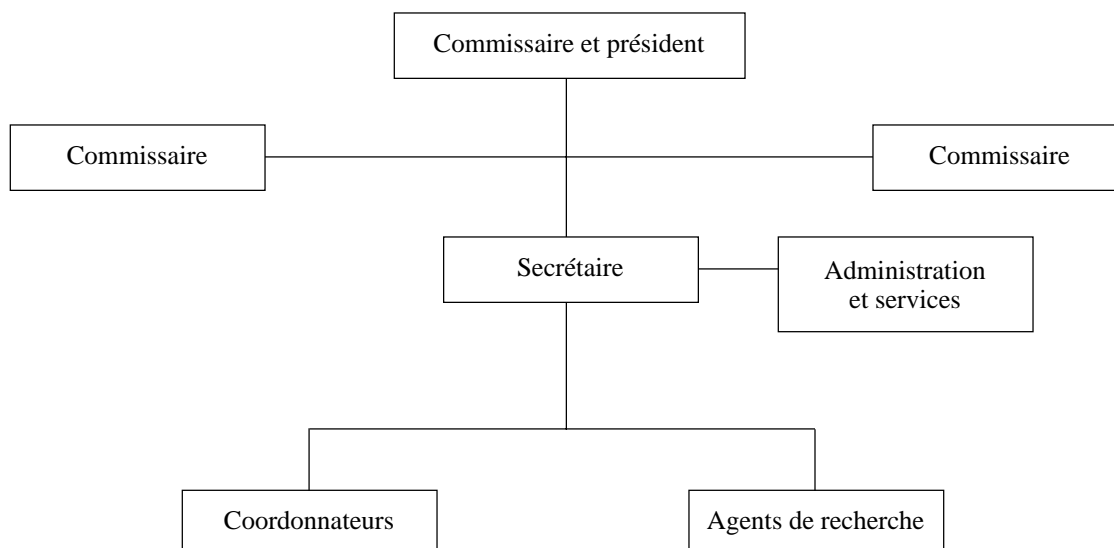 Commissaire et président
Commissaire
Commissaire
Secrétaire
Administration
et services
Coordonnateurs
Agents de recherche